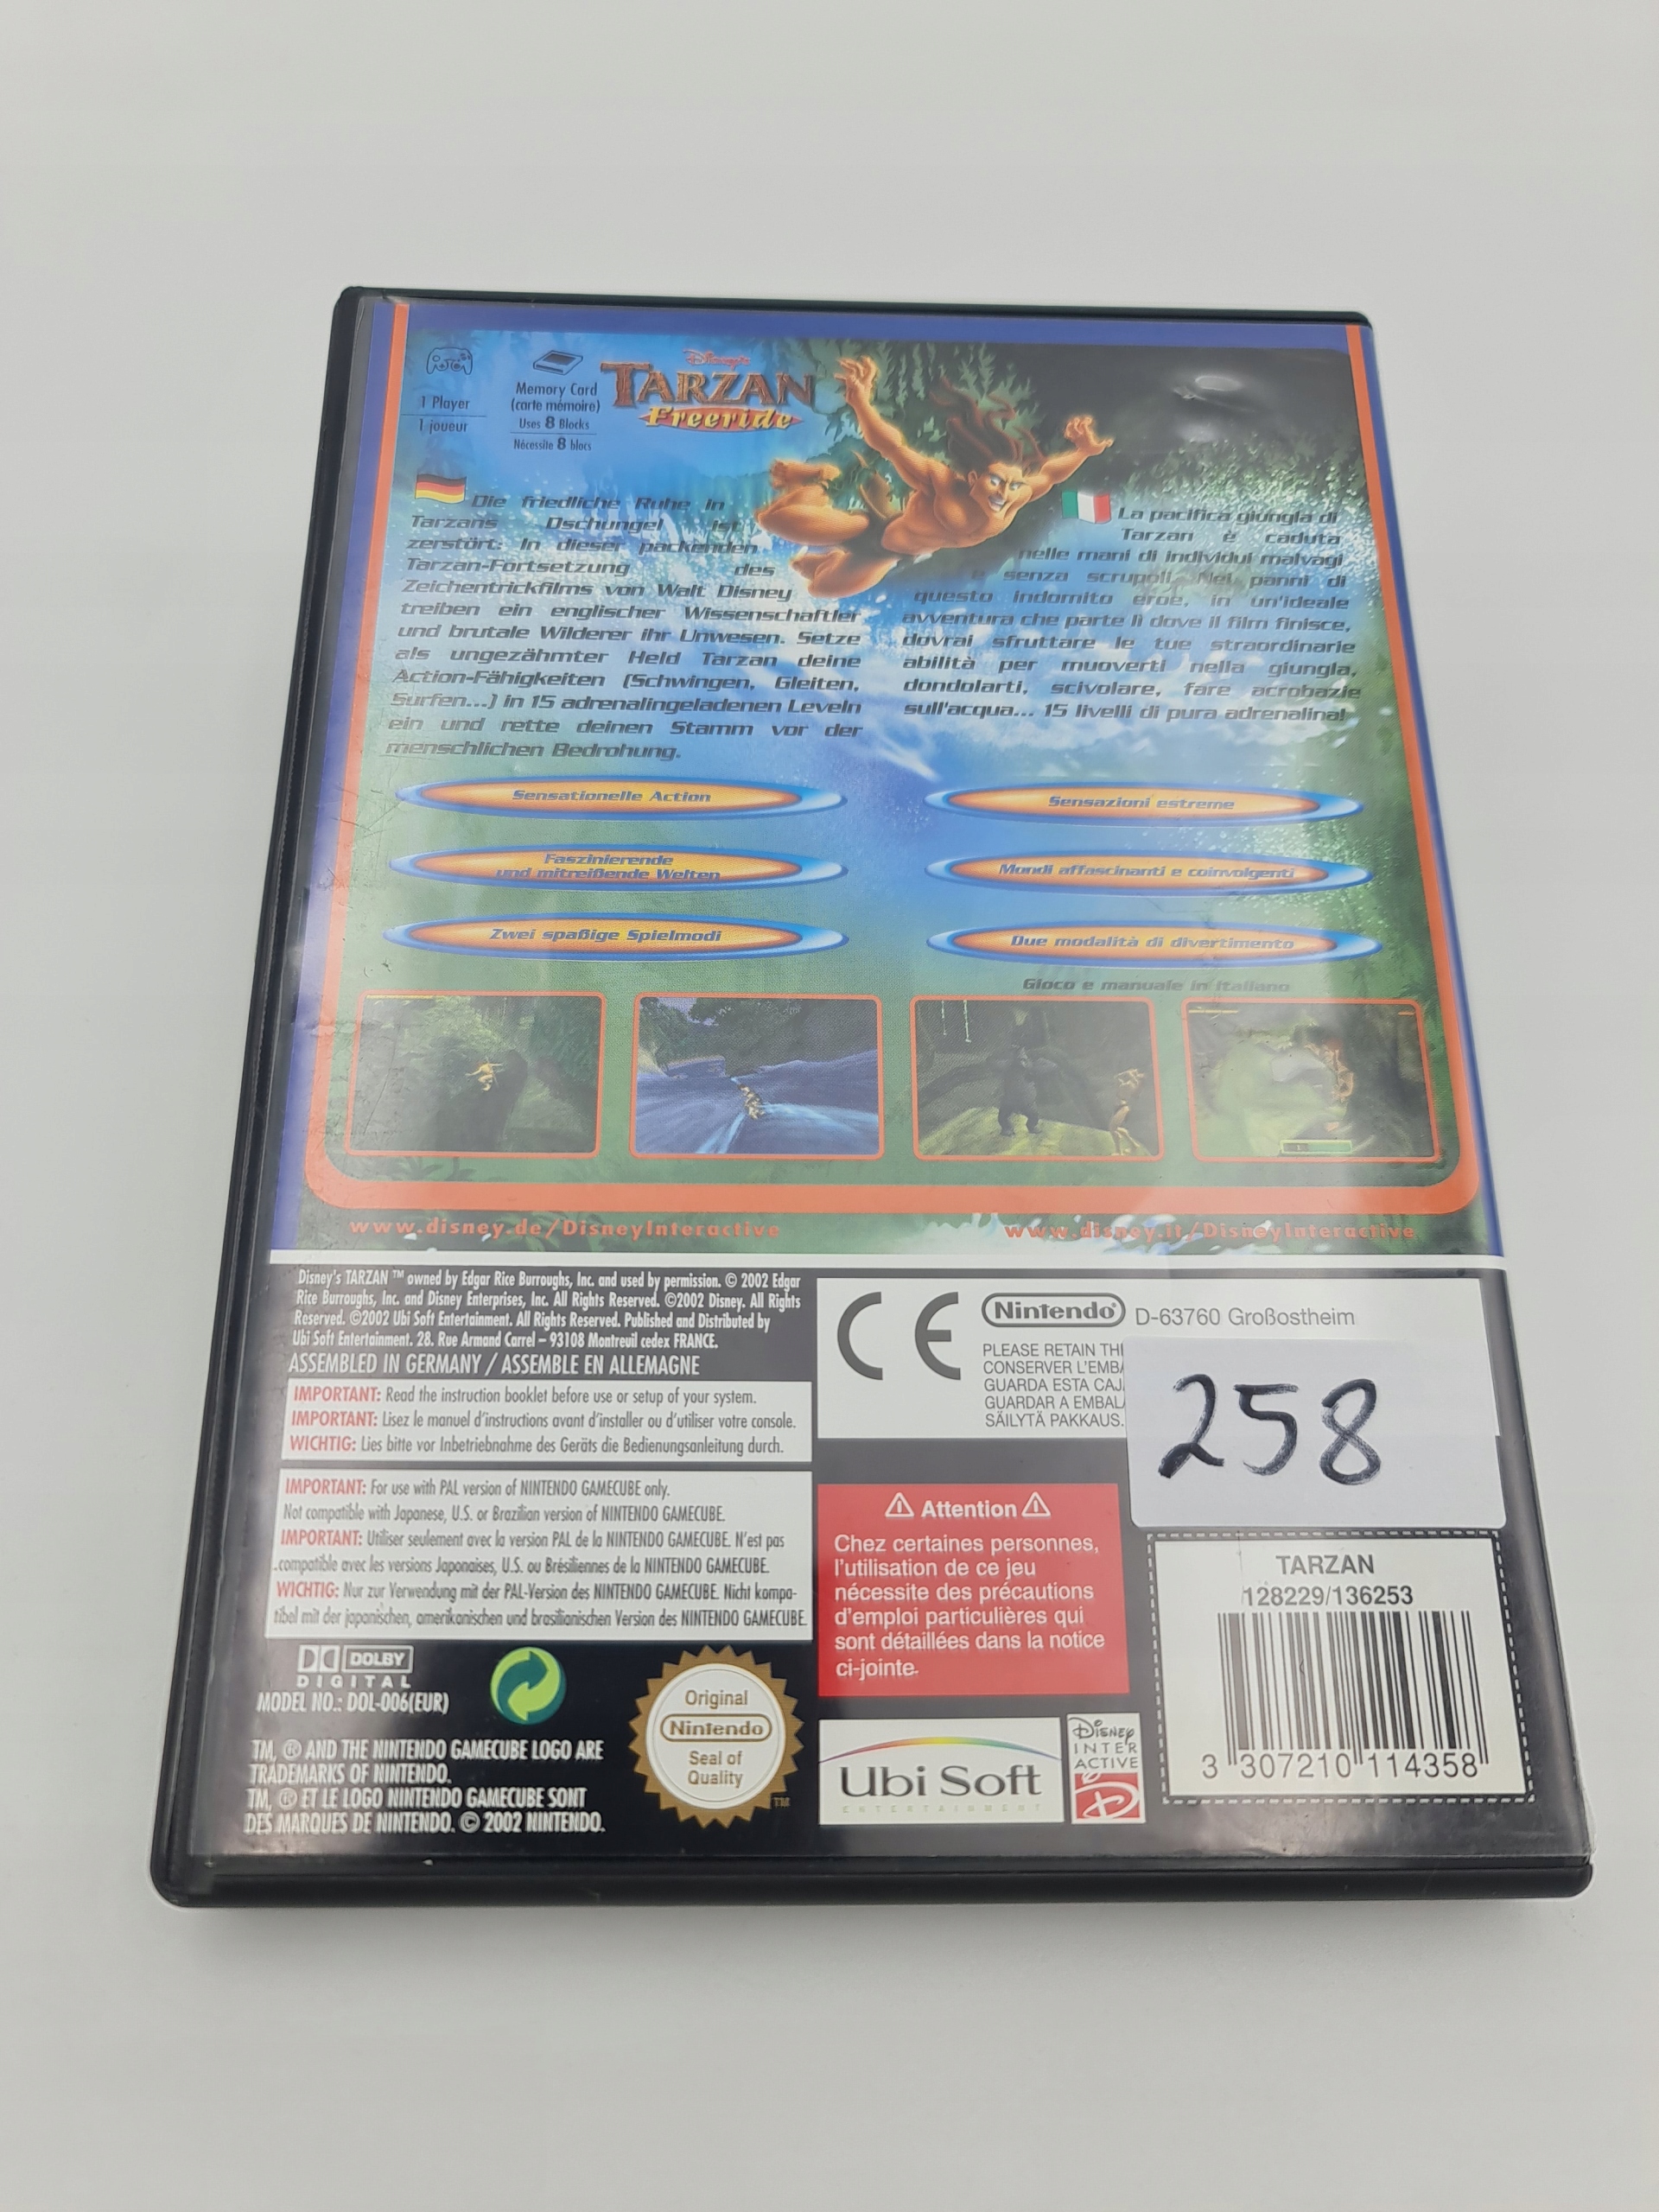 1 Player
1 joueur
Memory Card
(carte mémoire)
Uses 8 Blocks
Nécessite 8 blocs
Disney's
TARZAN
Freeride
Die friedliche Ruhe in
Tarzans Dschungel ist
zerstört: In dieser packenden
Tarzan-Fortsetzung des
Zeichentrickfilms von Walt Disney
treiben ein englischer Wissenschaftler
und brutale Wilderer ihr Unwesen. Setze
als ungezähmter Held Tarzan deine
Action-Fähigkeiten (Schwingen, Gleiten,
Surfen...) in 15 adrenalingeladenen Leveln
ein und rette deinen Stamm vor der
menschlichen Bedrohung.
La pacifica giungla di
Tarzan è caduta
nelle mani di individui malvagi
e senza scrupoli. Nei panni di
questo indomito eroe, in un'ideale
avventura che parte lì dove il film finisce,
dovrai sfruttare le tue straordinarie
abilità per muoverti nella giungla,
dondolarti, scivolare, fare acrobazie
sull'acqua... 15 livelli di pura adrenalina!
Sensationelle Action
Faszinierende
und mitreißende Welten
Zwei spaßige Spielmodi
Sensazioni estreme
Mondi affascinanti e coinvolgenti
Due modalità di divertimento
Gioco e manuale in Italiano
www.disney.de/DisneyInteractive
www.disney.it/DisneyInteractive
Disney's TARZAN ™ owned by Edgar Rice Burroughs, Inc. and used by permission. © 2002 Edgar
Rice Burroughs, Inc. and Disney Enterprises, Inc. All Rights Reserved. ©2002 Disney. All Rights
Reserved. ©2002 Ubi Soft Entertainment. All Rights Reserved. Published and Distributed by
Ubi Soft Entertainment. 28. Rue Armand Carrel – 93108 Montreuil cedex FRANCE.
ASSEMBLED IN GERMANY / ASSEMBLE EN ALLEMAGNE
IMPORTANT: Read the instruction booklet before use or setup of your system.
IMPORTANT: Lisez le manuel d'instructions avant d'installer ou d'utiliser votre console.
WICHTIG: Lies bitte vor Inbetriebnahme des Geräts die Bedienungsanleitung durch.
IMPORTANT: For use with PAL version of NINTENDO GAMECUBE only.
Not compatible with Japanese, U.S. or Brazilian version of NINTENDO GAMECUBE.
IMPORTANT: Utiliser seulement avec la version PAL de la NINTENDO GAMECUBE. N'est pas
compatible avec les versions Japonaises, U.S. ou Brésiliennes de la NINTENDO GAMECUBE.
WICHTIG: Nur zur Verwendung mit der PAL-Version des NINTENDO GAMECUBE. Nicht kompa-
tibel mit der japanischen, amerikanischen und brasilianischen Version des NINTENDO GAMECUBE.
DOLBY
DIGITAL
MODEL NO.: DOL-006(EUR)
TM, ® AND THE NINTENDO GAMECUBE LOGO ARE
TRADEMARKS OF NINTENDO.
TM, ® ET LE LOGO NINTENDO GAMECUBE SONT
DES MARQUES DE NINTENDO. © 2002 NINTENDO.
Original
Nintendo
Seal of
Quality
TM
CE
Nintendo® D-63760 Großostheim
PLEASE RETAIN THI
CONSERVER L'EMBA
GUARDA ESTA CAJ
GUARDAR A EMBALA
SÄILYTÄ PAKKAUS.
258
⚠ Attention ⚠
Chez certaines personnes,
l'utilisation de ce jeu
nécessite des précautions
d'emploi particulières qui
sont détaillées dans la notice
ci-jointe.
Ubi Soft
ENTERTAINMENT
DISNEY
INTER
ACTIVE
TARZAN
128229/136253
3 307210 114358